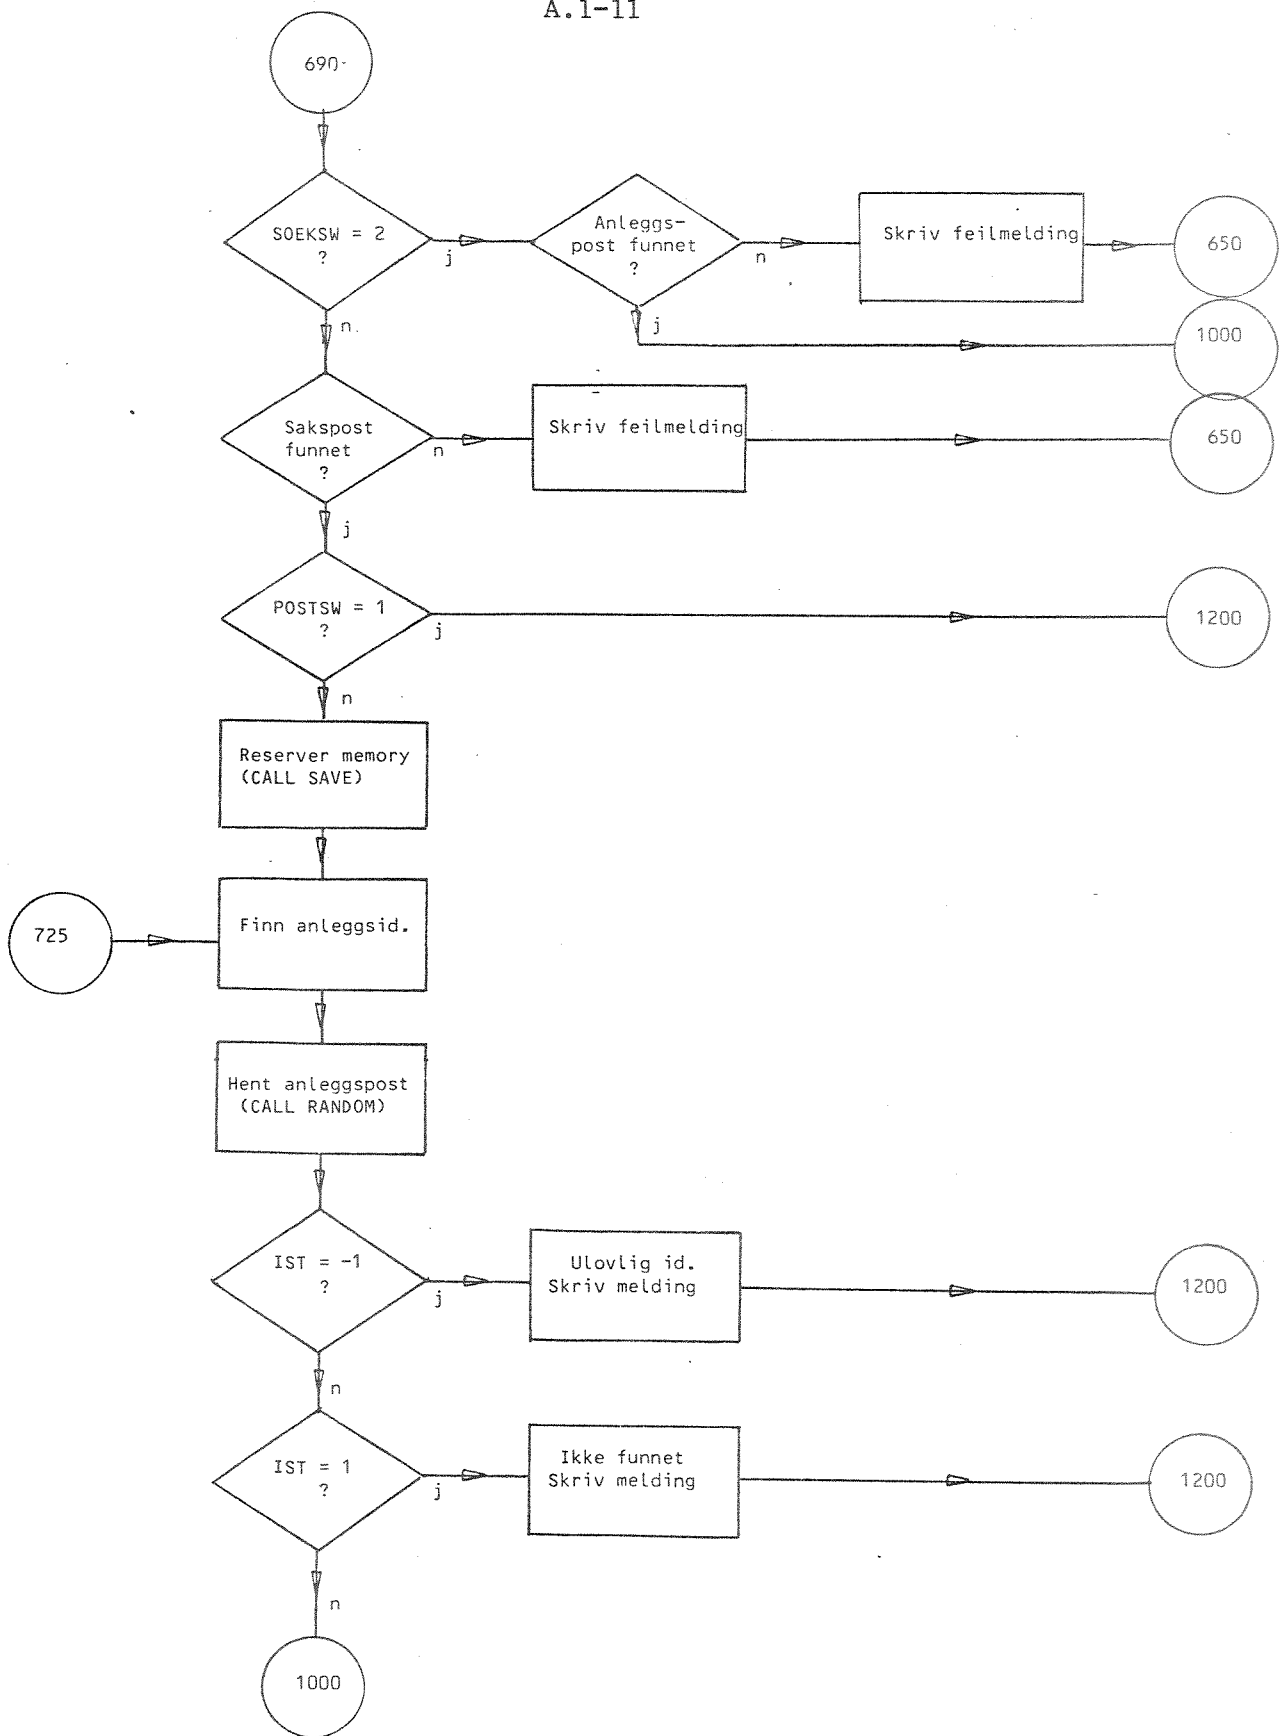 A.1-11
690
SOEKSW = 2
?
j
n
Anleggs-
post funnet
?
n
j
Skriv feilmelding
650
1000
Sakspost
funnet
?
n
j
Skriv feilmelding
650
POSTSW = 1
?
j
n
1200
Reserver memory
(CALL SAVE)
725
Finn anleggsid.
Hent anleggspost
(CALL RANDOM)
IST = -1
?
j
n
Ulovlig id.
Skriv melding
1200
IST = 1
?
j
n
Ikke funnet
Skriv melding
1200
1000